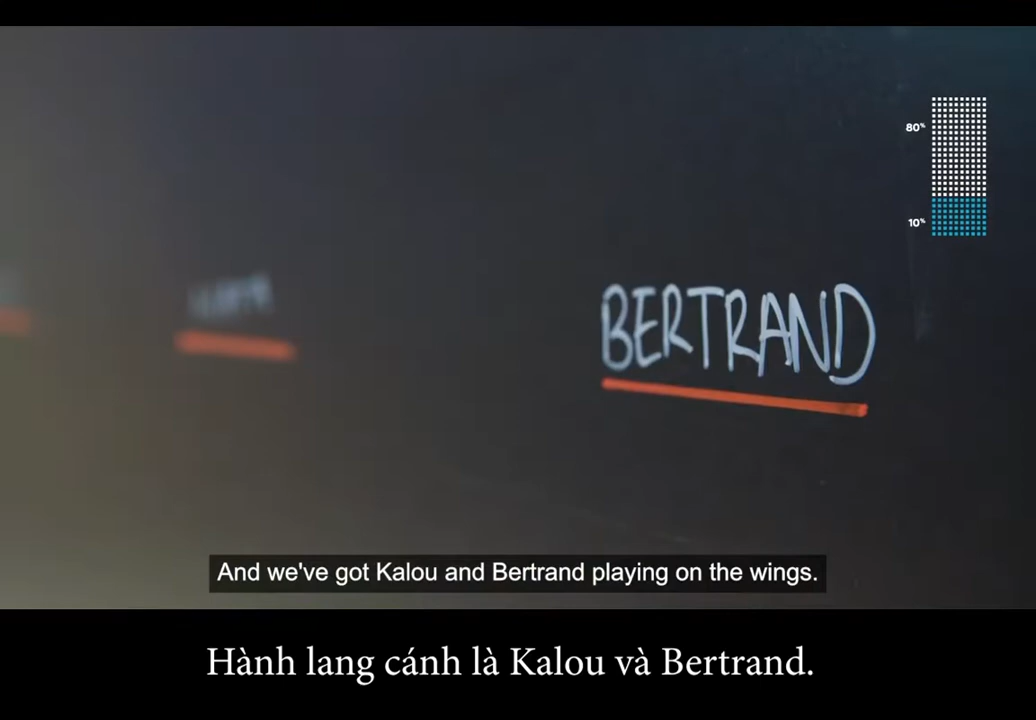 80%
10%
BERTRAND
And we've got Kalou and Bertrand playing on the wings.
Hành lang cánh là Kalou và Bertrand.